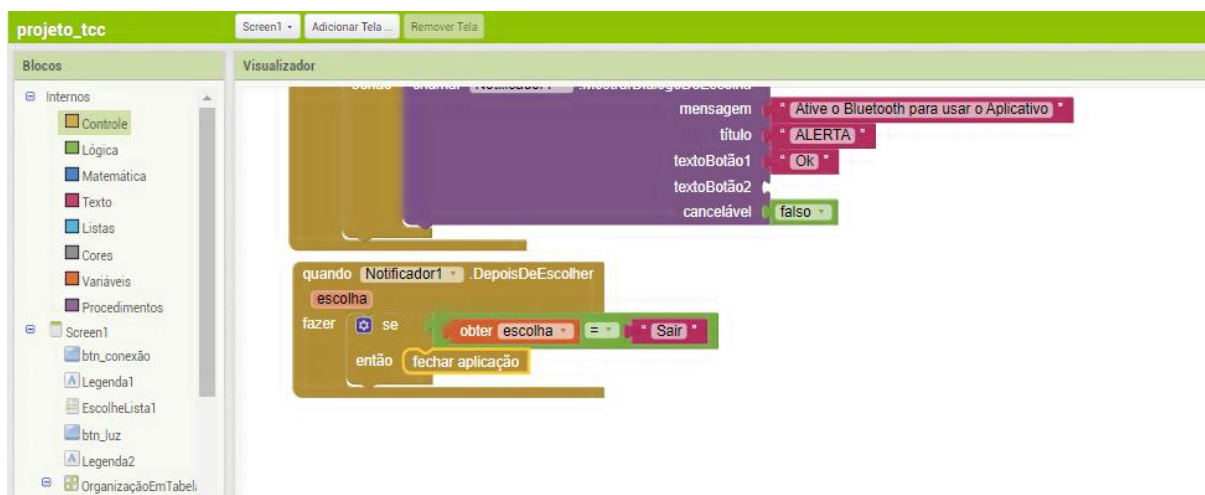 projeto_tcc
Screen1
Adicionar Tela ...
Remover Tela
Blocos
Visualizador
Internos
Controle
Lógica
Matemática
Texto
Listas
Cores
Variáveis
Procedimentos
Screen1
btn_conexão
Legenda1
EscolheLista1
btn_luz
Legenda2
OrganizaçãoEmTabela
mensagem " Ative o Bluetooth para usar o Aplicativo "
título " ALERTA "
textoBotão1 " Ok "
textoBotão2
cancelável falso
quando Notificador1 .DepoisDeEscolher
escolha
fazer se obter escolha = " Sair "
então fechar aplicação